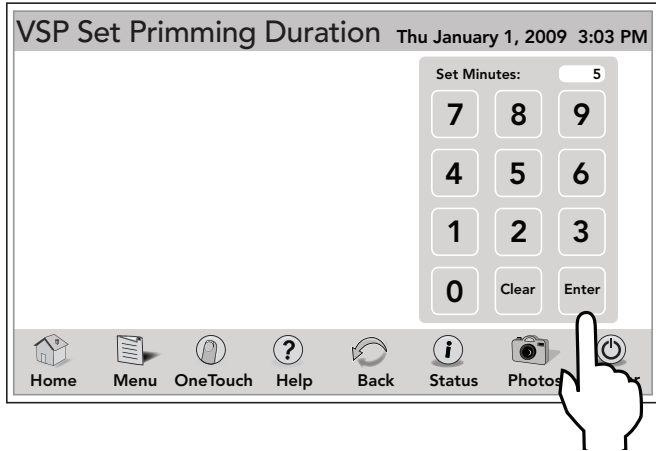 VSP Set Primming Duration Thu January 1, 2009 3:03 PM
Set Minutes: 5
7 8 9
4 5 6
1 2 3
0 Clear Enter
? i
Home Menu OneTouch Help Back Status Photos